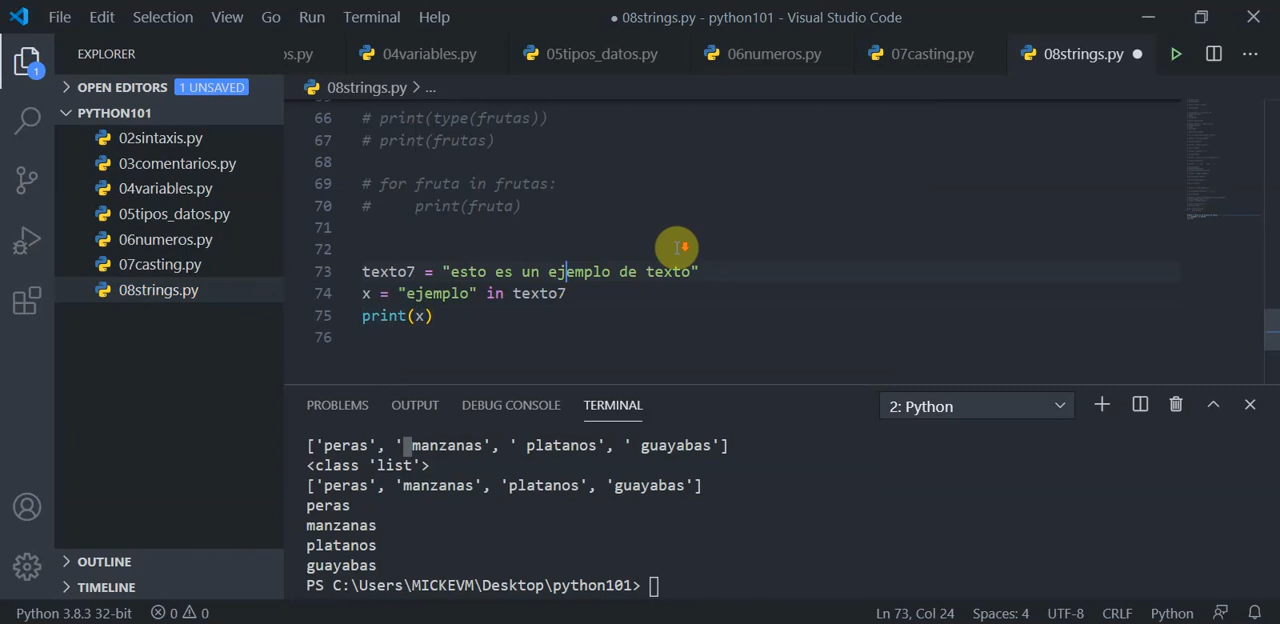 File Edit Selection View Go Run Terminal Help ● 08strings.py - python101 - Visual Studio Code
EXPLORER
os.py 04variables.py 05tipos_datos.py 06numeros.py 07casting.py 08strings.py
OPEN EDITORS 1 UNSAVED
08strings.py > ...
PYTHON101
02sintaxis.py
03comentarios.py
04variables.py
05tipos_datos.py
06numeros.py
07casting.py
08strings.py
66 # print(type(frutas))
67 # print(frutas)
68
69 # for fruta in frutas:
70 #     print(fruta)
71
72
73 texto7 = "esto es un ejemplo de texto"
74 x = "ejemplo" in texto7
75 print(x)
76
1
PROBLEMS OUTPUT DEBUG CONSOLE TERMINAL 2: Python
['peras', ' manzanas', ' platanos', ' guayabas']
<class 'list'>
['peras', 'manzanas', 'platanos', 'guayabas']
peras
manzanas
platanos
guayabas
PS C:\Users\MICKEVM\Desktop\python101>
OUTLINE
TIMELINE
Python 3.8.3 32-bit 0 0 Ln 73, Col 24 Spaces: 4 UTF-8 CRLF Python